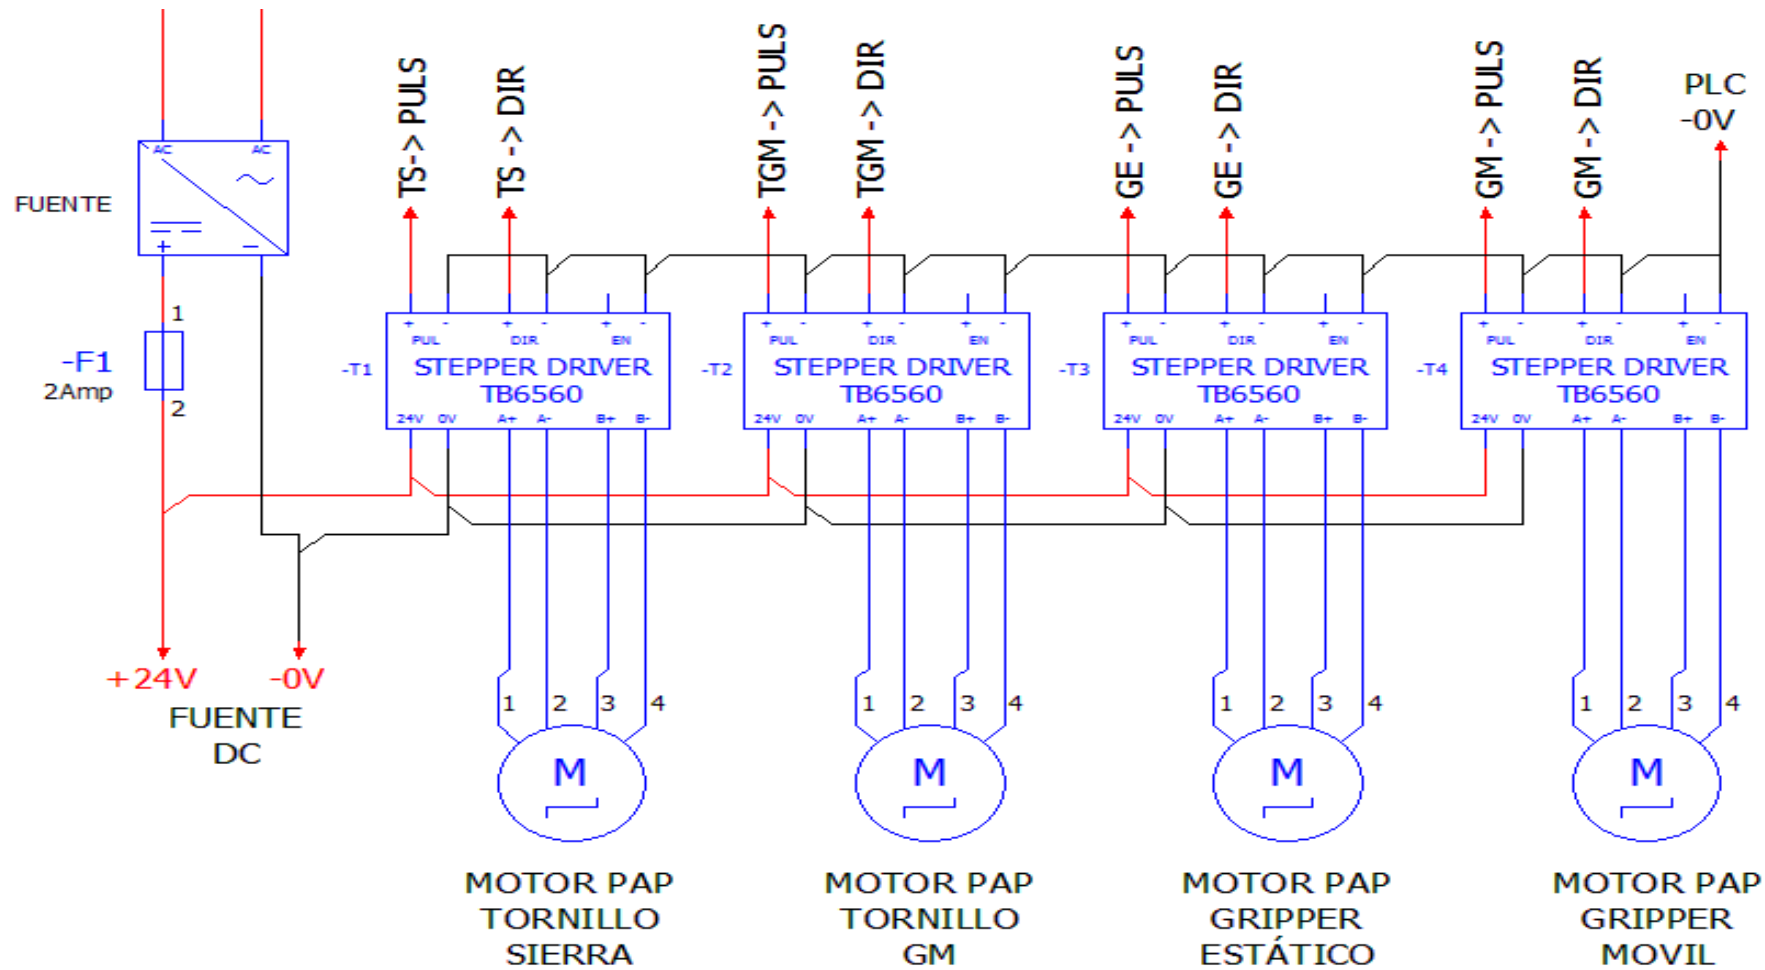 TS-> PULS
TS -> DIR
TGM -> PULS
TGM -> DIR
GE -> PULS
GE -> DIR
GM -> PULS
GM -> DIR
PLC
-0V
AC AC
FUENTE
+ -
1
-F1
2Amp
2
-T1
+ - + - + -
PUL DIR EN
STEPPER DRIVER
TB6560
24V 0V A+ A- B+ B-
-T2
+ - + - + -
PUL DIR EN
STEPPER DRIVER
TB6560
24V 0V A+ A- B+ B-
-T3
+ - + - + -
PUL DIR EN
STEPPER DRIVER
TB6560
24V 0V A+ A- B+ B-
-T4
+ - + - + -
PUL DIR EN
STEPPER DRIVER
TB6560
24V 0V A+ A- B+ B-
+24V -0V
FUENTE
DC
1 2 3 4
M
MOTOR PAP
TORNILLO
SIERRA
1 2 3 4
M
MOTOR PAP
TORNILLO
GM
1 2 3 4
M
MOTOR PAP
GRIPPER
ESTÁTICO
1 2 3 4
M
MOTOR PAP
GRIPPER
MOVIL